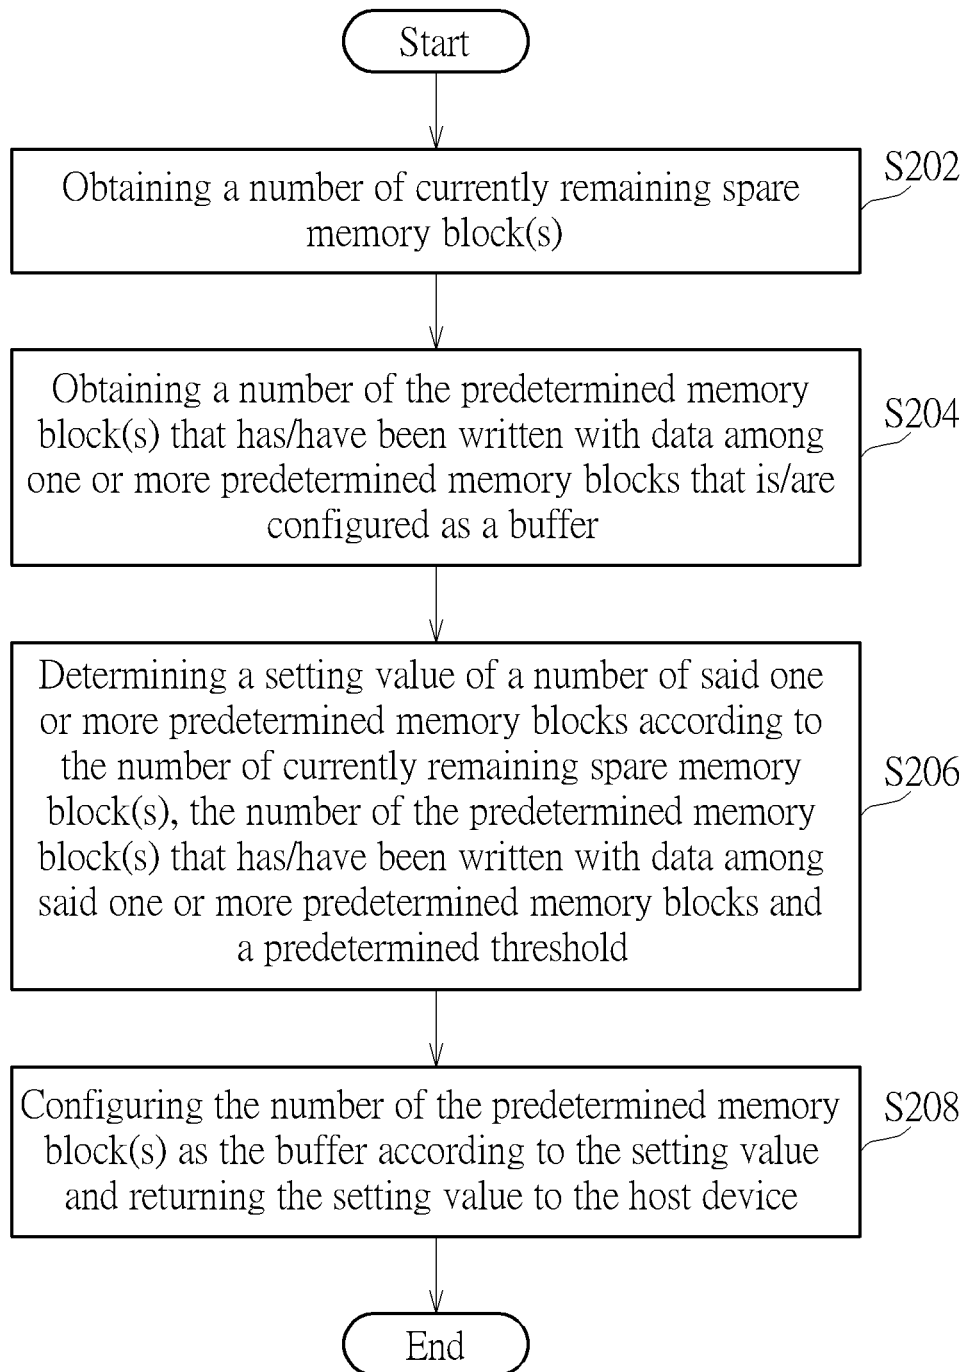 Start
S202
Obtaining a number of currently remaining spare
memory block(s)
S204
Obtaining a number of the predetermined memory
block(s) that has/have been written with data among
one or more predetermined memory blocks that is/are
configured as a buffer
S206
Determining a setting value of a number of said one
or more predetermined memory blocks according to
the number of currently remaining spare memory
block(s), the number of the predetermined memory
block(s) that has/have been written with data among
said one or more predetermined memory blocks and
a predetermined threshold
S208
Configuring the number of the predetermined memory
block(s) as the buffer according to the setting value
and returning the setting value to the host device
End